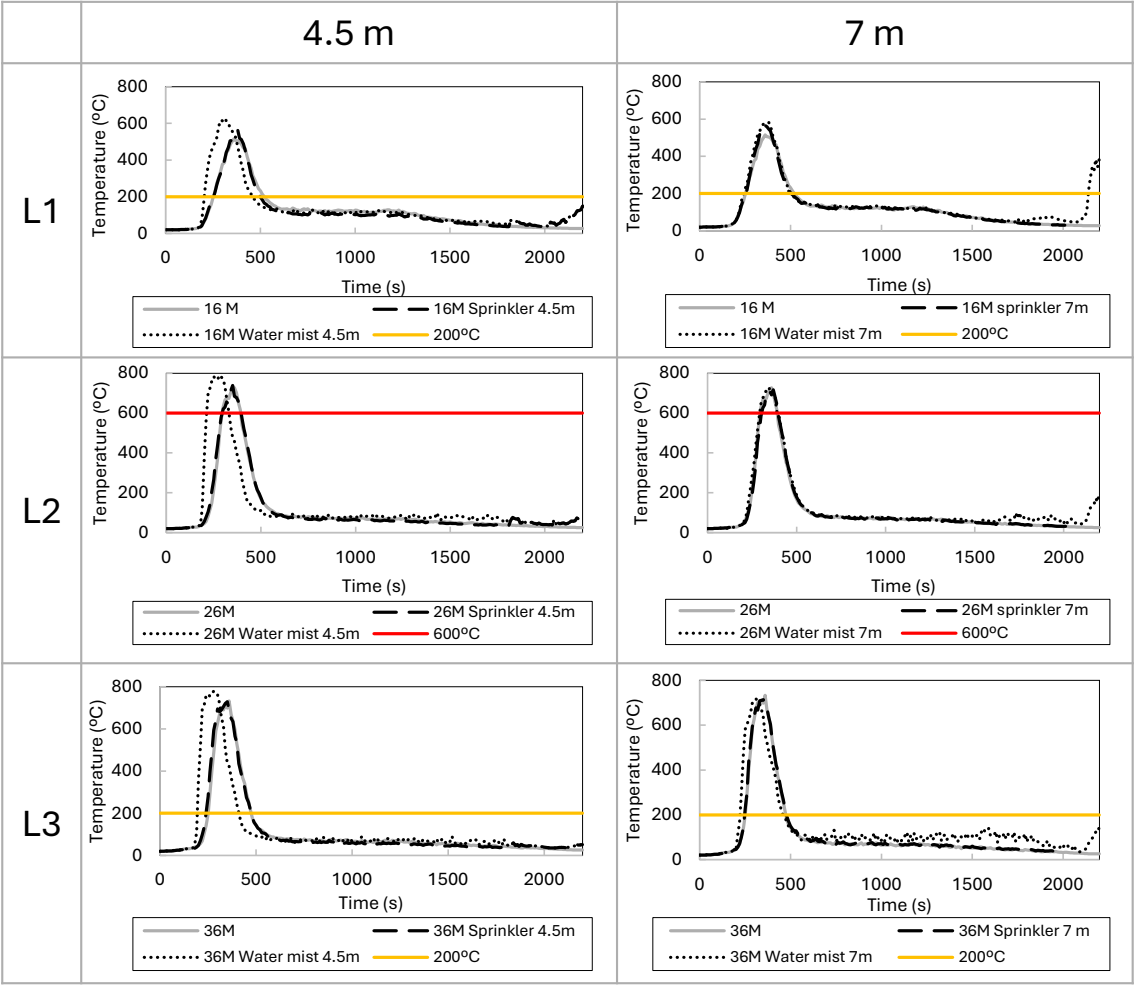 4.5 m
7 m
L1
Temperature (ºC)
800
600
400
200
0
0 500 1000 1500 2000
Time (s)
16 M
16M Sprinkler 4.5m
16M Water mist 4.5m
200ºC
Temperature (ºC)
800
600
400
200
0
0 500 1000 1500 2000
Time (s)
16 M
16M sprinkler 7m
16M Water mist 7m
200ºC
L2
Temperature (ºC)
800
600
400
200
0
0 500 1000 1500 2000
Time (s)
26M
26M Sprinkler 4.5m
26M Water mist 4.5m
600ºC
Temperature (ºC)
800
600
400
200
0
0 500 1000 1500 2000
Time (s)
26M
26M sprinkler 7m
26M Water mist 7m
600ºC
L3
Temperature (ºC)
800
600
400
200
0
0 500 1000 1500 2000
Time (s)
36M
36M Sprinkler 4.5m
36M Water mist 4.5m
200ºC
Temperature (ºC)
800
600
400
200
0
0 500 1000 1500 2000
Time (s)
36M
36M Sprinkler 7 m
36M Water mist 7m
200ºC